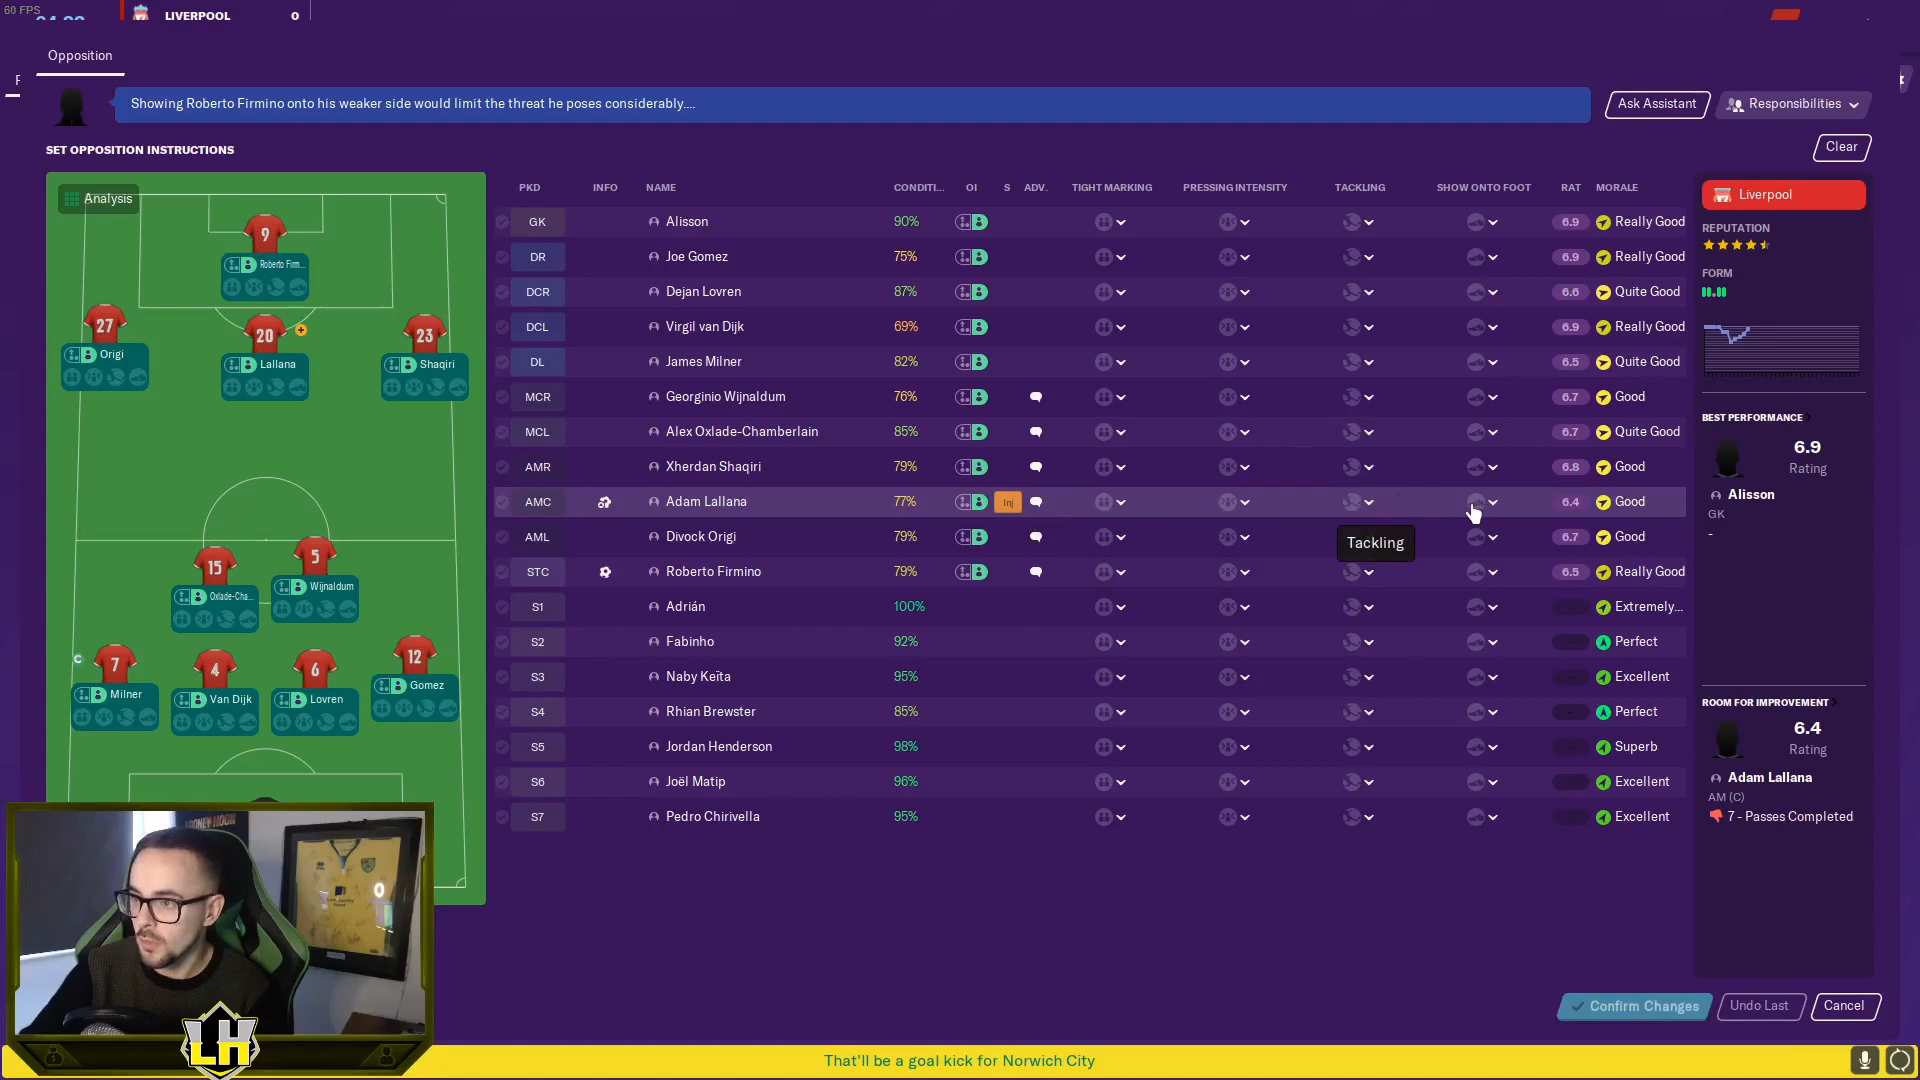 60 FPS
LIVERPOOL 0
Opposition
Showing Roberto Firmino onto his weaker side would limit the threat he poses considerably....
Ask Assistant
Responsibilities
SET OPPOSITION INSTRUCTIONS
Clear
Analysis
9
Roberto Firm...
27
Origi
20
Lallana
23
Shaqiri
15
Oxlade-Cha...
5
Wijnaldum
C
7
Milner
4
Van Dijk
6
Lovren
12
Gomez
PKD INFO NAME CONDITI... OI S ADV. TIGHT MARKING PRESSING INTENSITY TACKLING SHOW ONTO FOOT RAT MORALE
GK Alisson 90% 6.9 Really Good
DR Joe Gomez 75% 6.9 Really Good
DCR Dejan Lovren 87% 6.6 Quite Good
DCL Virgil van Dijk 69% 6.9 Really Good
DL James Milner 82% 6.5 Quite Good
MCR Georginio Wijnaldum 76% 6.7 Good
MCL Alex Oxlade-Chamberlain 85% 6.7 Quite Good
AMR Xherdan Shaqiri 79% 6.8 Good
AMC Adam Lallana 77% Inj 6.4 Good
AML Divock Origi 79% 6.7 Good
Tackling
STC Roberto Firmino 79% 6.5 Really Good
S1 Adrián 100% Extremely...
S2 Fabinho 92% Perfect
S3 Naby Keïta 95% Excellent
S4 Rhian Brewster 85% Perfect
S5 Jordan Henderson 98% Superb
S6 Joël Matip 96% Excellent
S7 Pedro Chirivella 95% Excellent
Liverpool
REPUTATION
FORM
BEST PERFORMANCE
6.9
Rating
Alisson
GK
-
ROOM FOR IMPROVEMENT
6.4
Rating
Adam Lallana
AM (C)
7 - Passes Completed
Confirm Changes
Undo Last
Cancel
LH
That'll be a goal kick for Norwich City